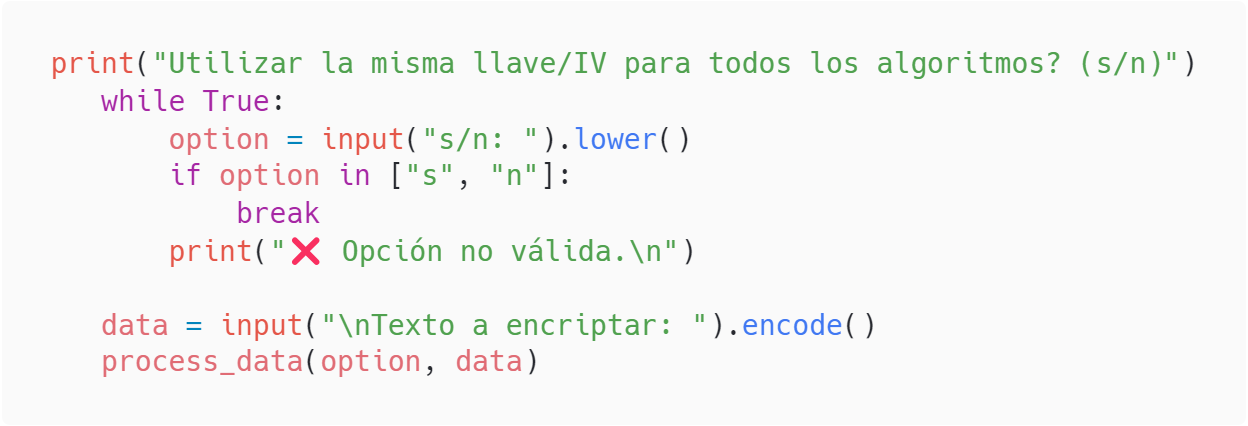 print("Utilizar la misma llave/IV para todos los algoritmos? (s/n)")
   while True:
       option = input("s/n: ").lower()
       if option in ["s", "n"]:
           break
       print("❌ Opción no válida.\n")

   data = input("\nTexto a encriptar: ").encode()
   process_data(option, data)